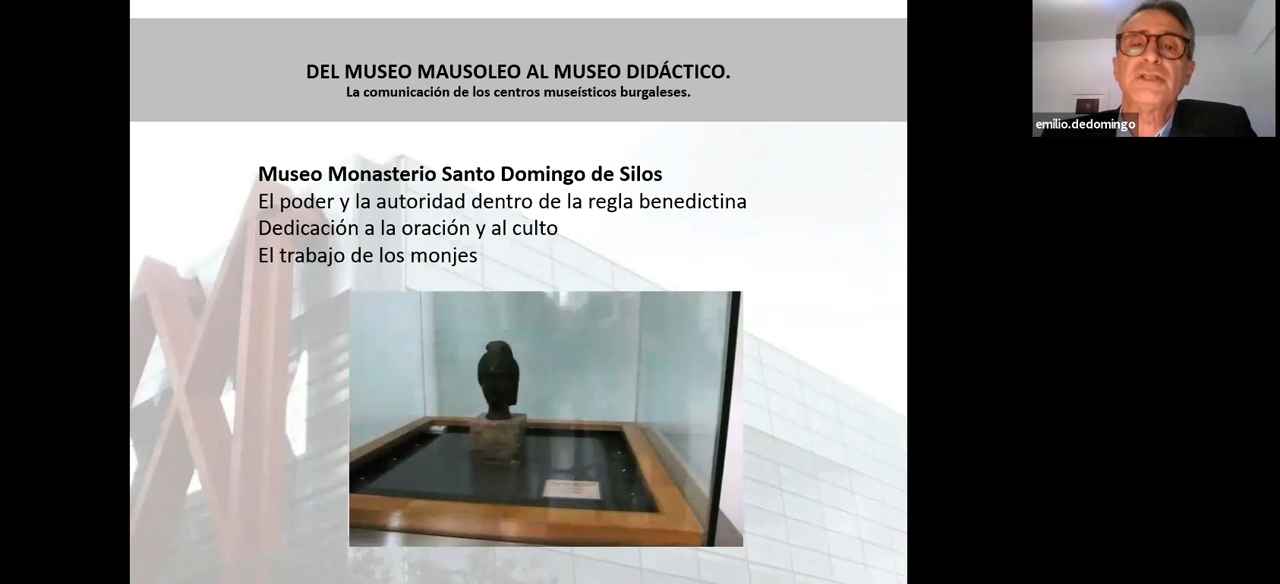 DEL MUSEO MAUSOLEO AL MUSEO DIDÁCTICO.
La comunicación de los centros museísticos burgaleses.
emilio.dedomingo
Museo Monasterio Santo Domingo de Silos
El poder y la autoridad dentro de la regla benedictina
Dedicación a la oración y al culto
El trabajo de los monjes